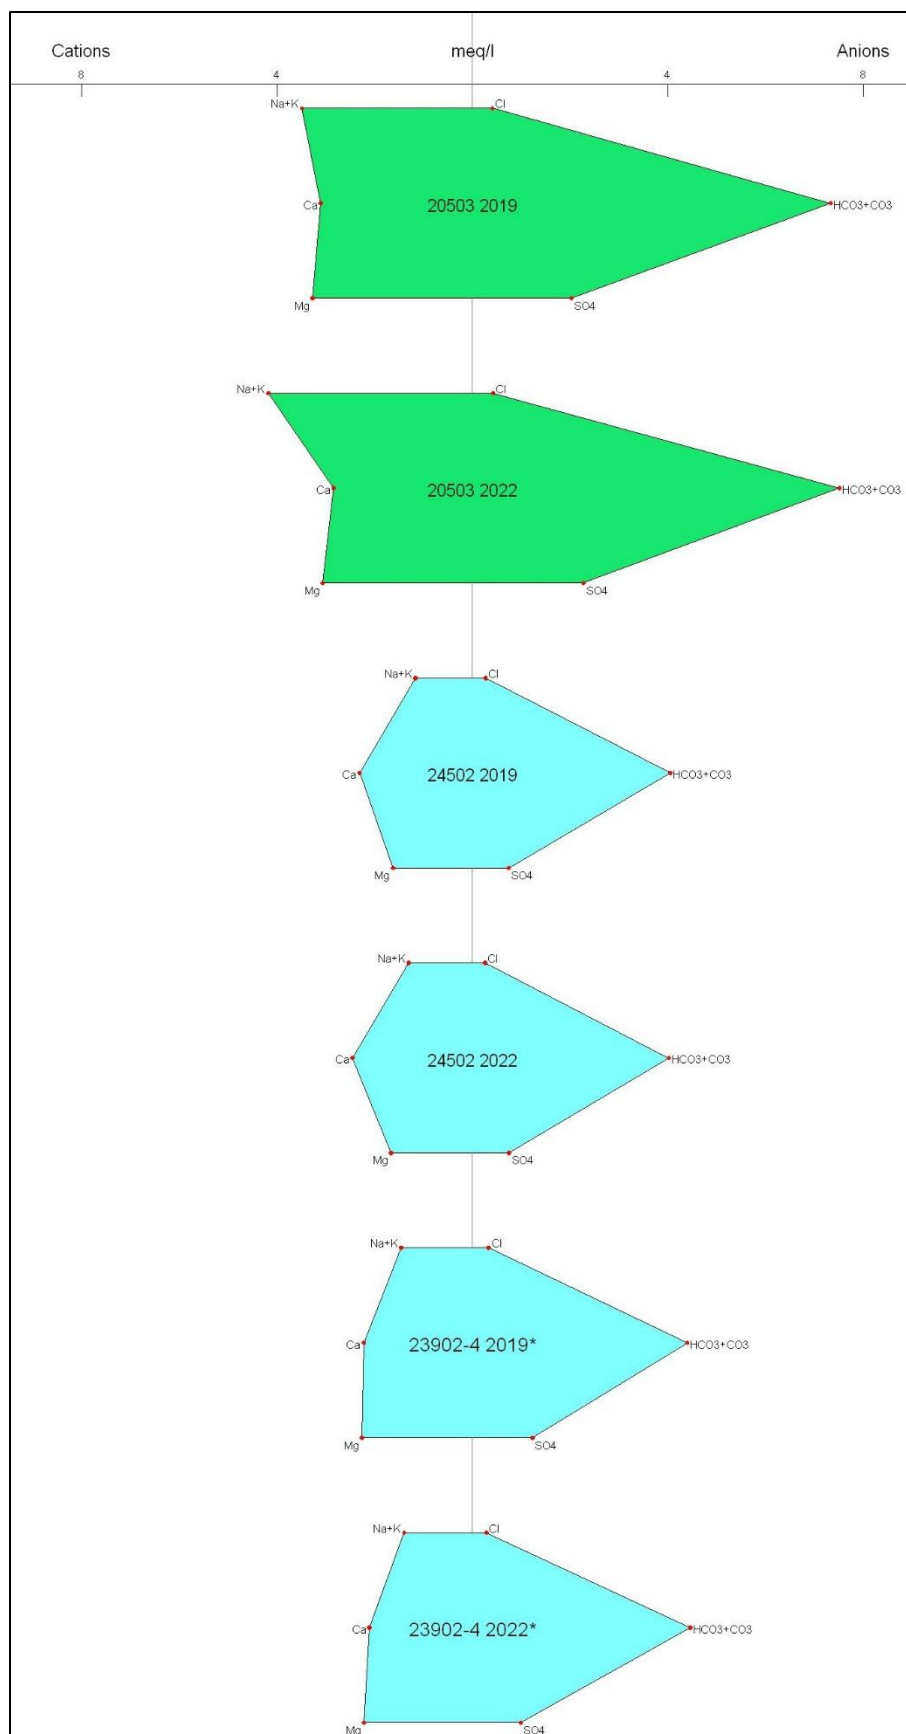 Cations meq/l Anions
8 4 4 8
Na+K Cl
Ca 20503 2019 HCO3+CO3
Mg SO4
Na+K Cl
Ca 20503 2022 HCO3+CO3
Mg SO4
Na+K Cl
Ca 24502 2019 HCO3+CO3
Mg SO4
Na+K Cl
Ca 24502 2022 HCO3+CO3
Mg SO4
Na+K Cl
Ca 23902-4 2019* HCO3+CO3
Mg SO4
Na+K Cl
Ca 23902-4 2022* HCO3+CO3
Mg SO4